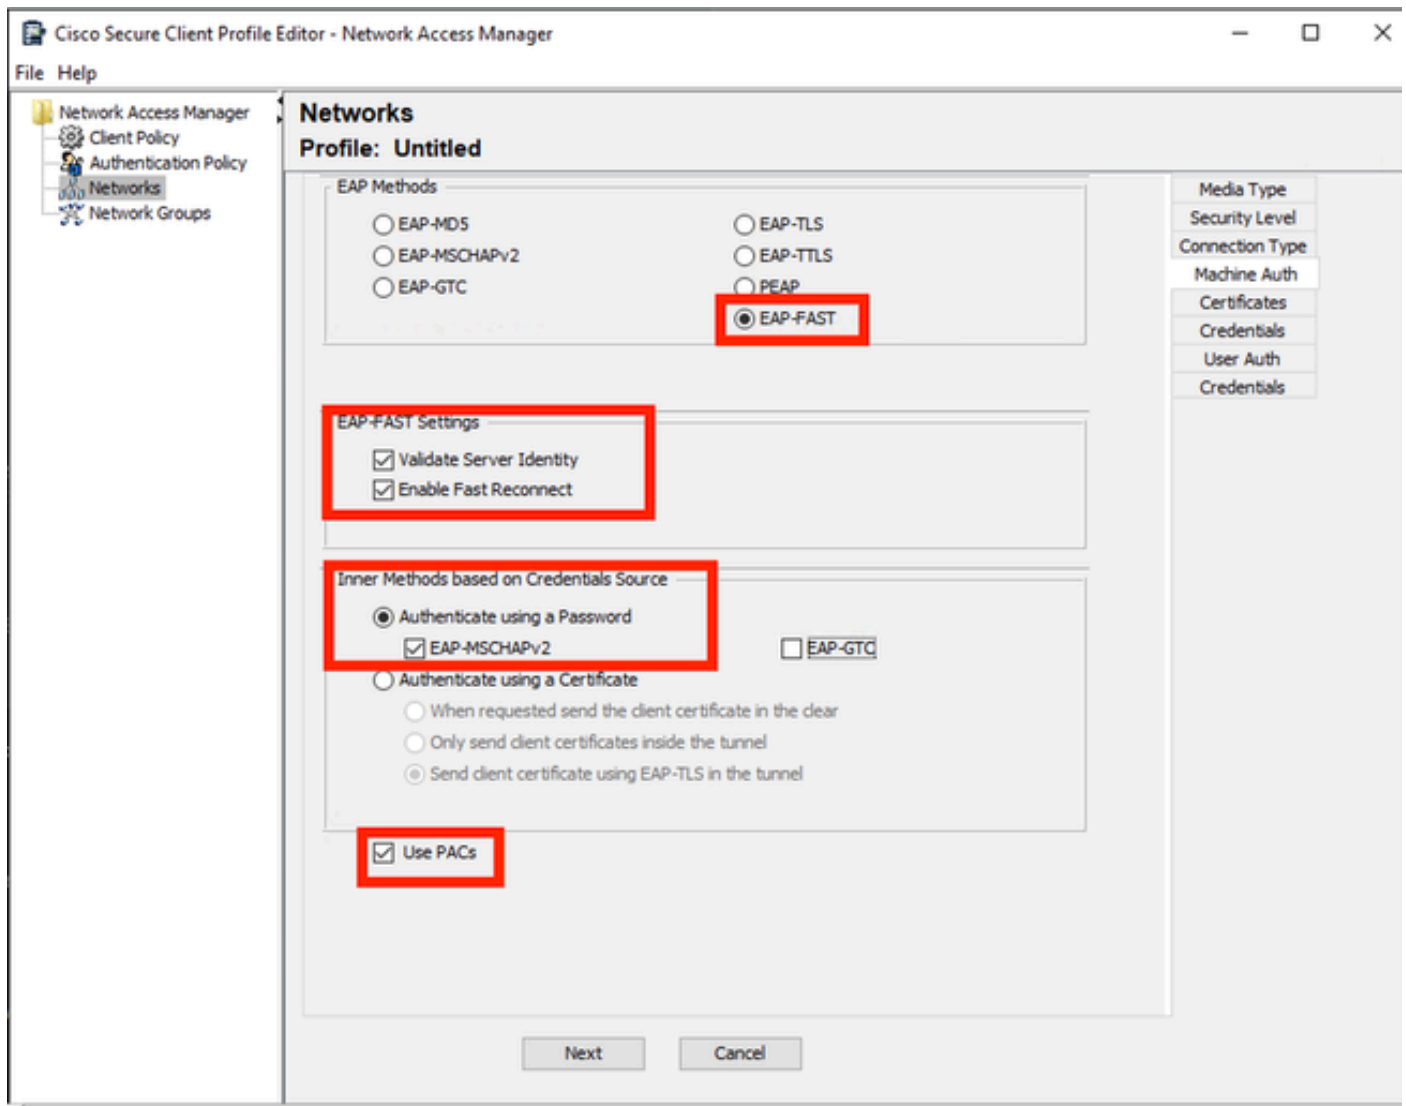 Cisco Secure Client Profile Editor - Network Access Manager
File Help
Network Access Manager
Client Policy
Authentication Policy
Networks
Network Groups
Networks
Profile: Untitled
EAP Methods
EAP-MD5
EAP-TLS
EAP-MSCHAPv2
EAP-TTLS
EAP-GTC
PEAP
EAP-FAST
EAP-FAST Settings
Validate Server Identity
Enable Fast Reconnect
Inner Methods based on Credentials Source
Authenticate using a Password
EAP-MSCHAPv2
EAP-GTC
Authenticate using a Certificate
When requested send the client certificate in the clear
Only send client certificates inside the tunnel
Send client certificate using EAP-TLS in the tunnel
Use PACs
Media Type
Security Level
Connection Type
Machine Auth
Certificates
Credentials
User Auth
Credentials
Next
Cancel